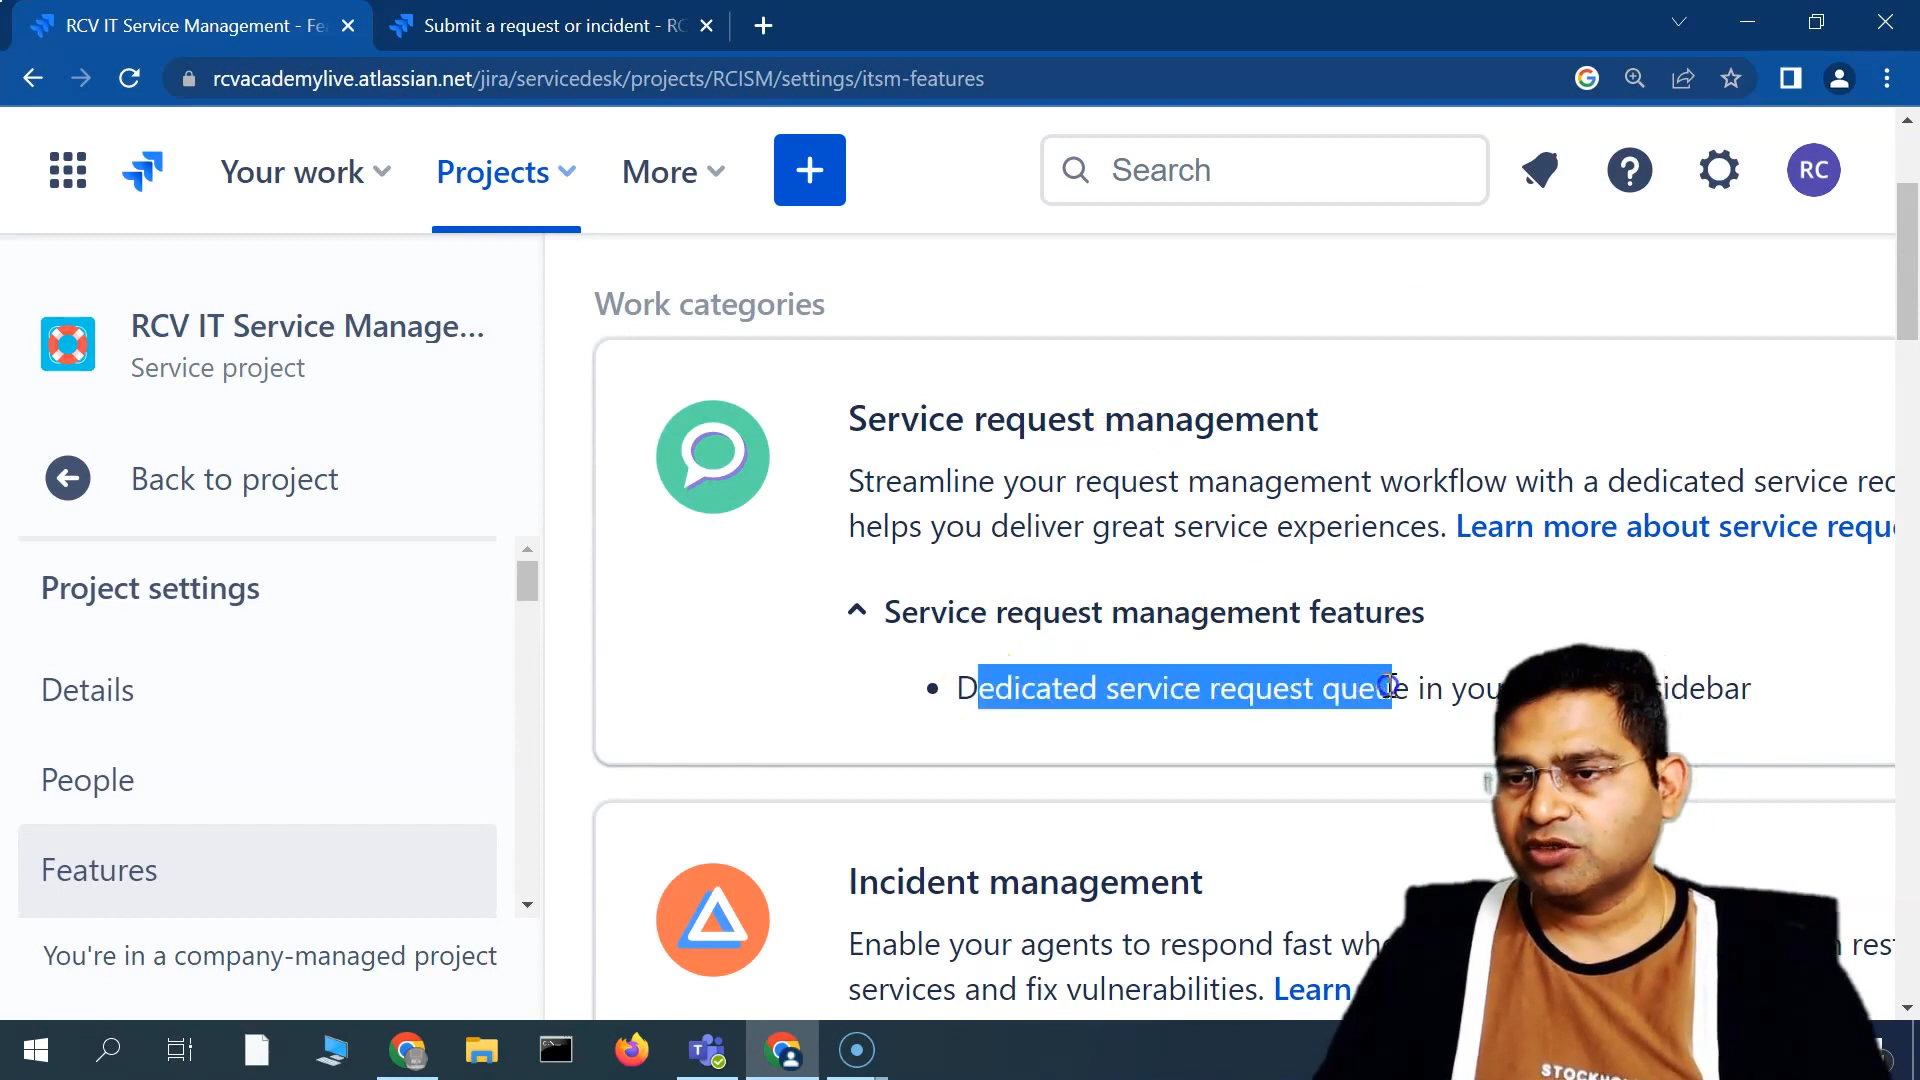 RCV IT Service Management - Fe
Submit a request or incident - RC
rcvacademylive.atlassian.net/jira/servicedesk/projects/RCISM/settings/itsm-features
Your work
Projects
More
Search
RC
RCV IT Service Manage...
Service project
Back to project
Project settings
Details
People
Features
You're in a company-managed project
Work categories
Service request management
Streamline your request management workflow with a dedicated service req
helps you deliver great service experiences. Learn more about service reque
Service request management features
• Dedicated service request queue in you sidebar
Incident management
Enable your agents to respond fast whe rest
services and fix vulnerabilities. Learn